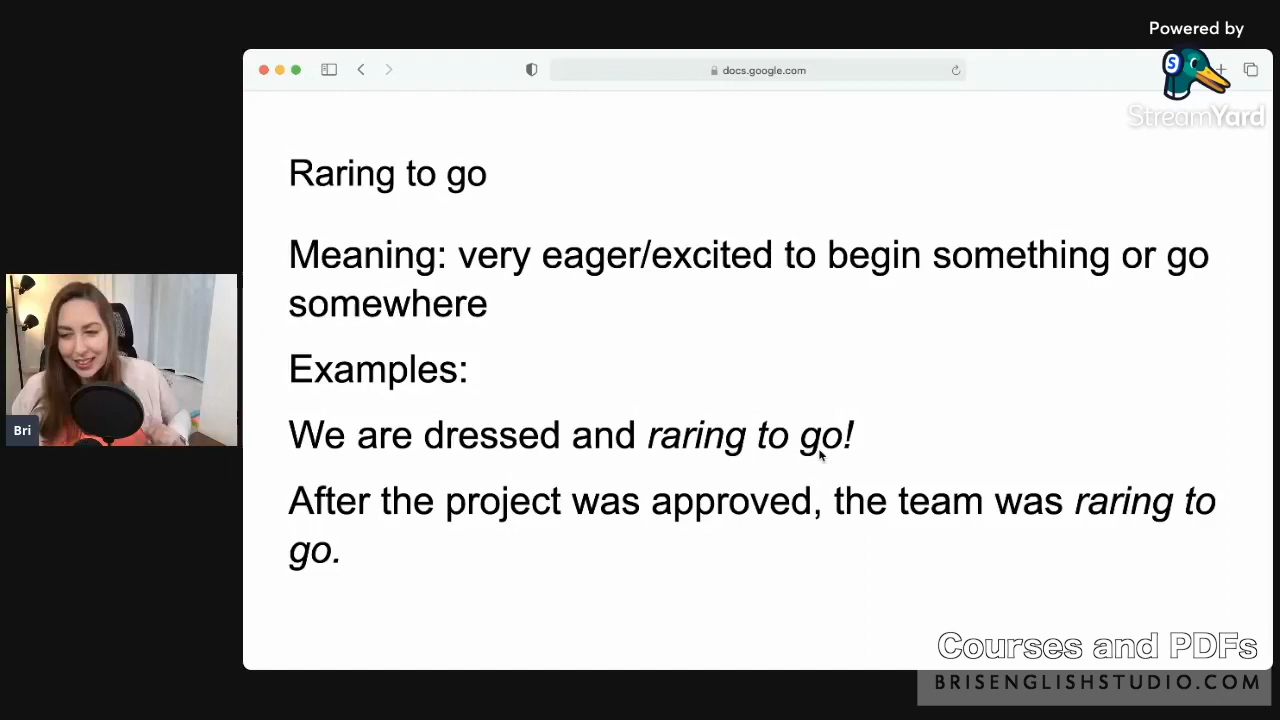 Powered by
StreamYard
docs.google.com
S
Raring to go
Meaning: very eager/excited to begin something or go
somewhere
Examples:
We are dressed and raring to go!
After the project was approved, the team was raring to
go.
Bri
Courses and PDFs
BRISENGLISHSTUDIO.COM